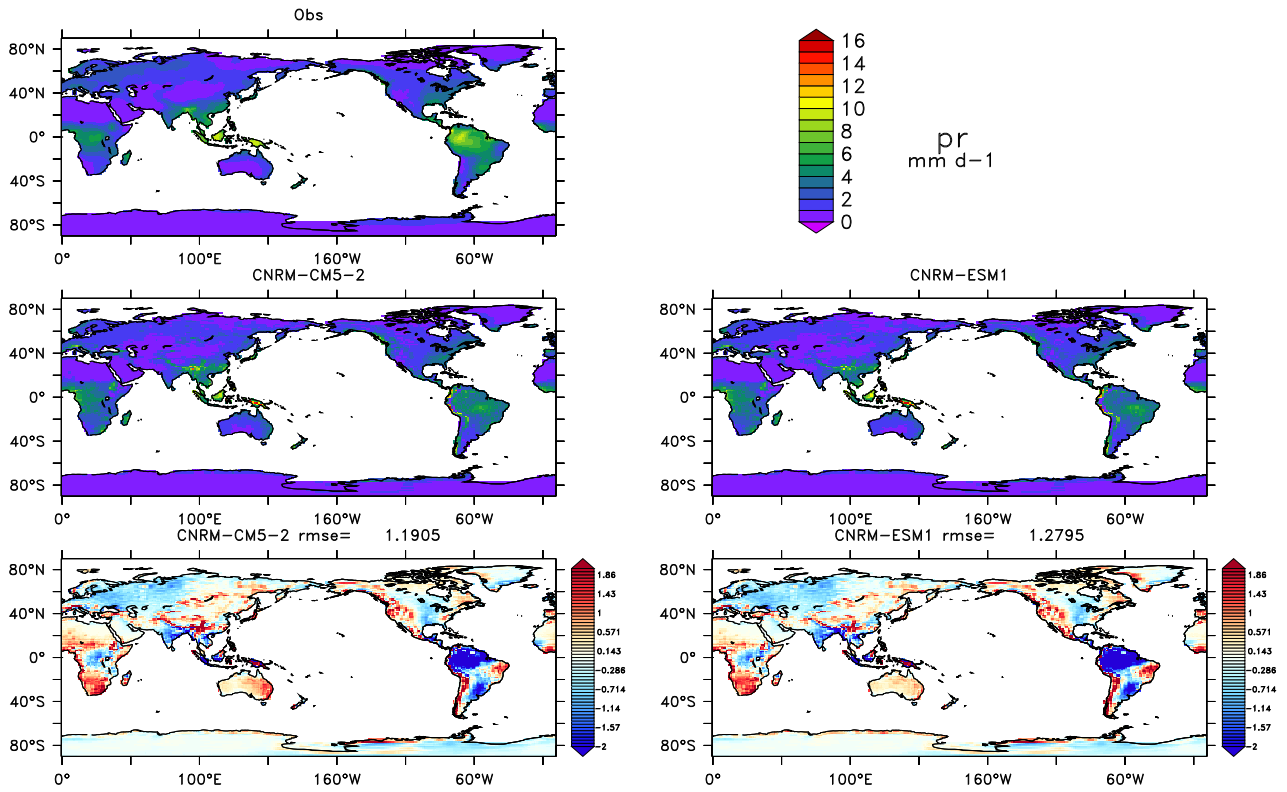 Obs
80°N
40°N
0°
40°S
80°S
0° 100°E 160°W 60°W
16
14
12
10
8
6
4
2
0
pr
mm d-1
CNRM-CM5-2
80°N
40°N
0°
40°S
80°S
0° 100°E 160°W 60°W
CNRM-ESM1
80°N
40°N
0°
40°S
80°S
0° 100°E 160°W 60°W
CNRM-CM5-2 rmse= 1.1905
80°N
40°N
0°
40°S
80°S
0° 100°E 160°W 60°W
1.86
1.43
1
0.571
0.143
-0.286
-0.714
-1.14
-1.57
-2
CNRM-ESM1 rmse= 1.2795
80°N
40°N
0°
40°S
80°S
0° 100°E 160°W 60°W
1.86
1.43
1
0.571
0.143
-0.286
-0.714
-1.14
-1.57
-2